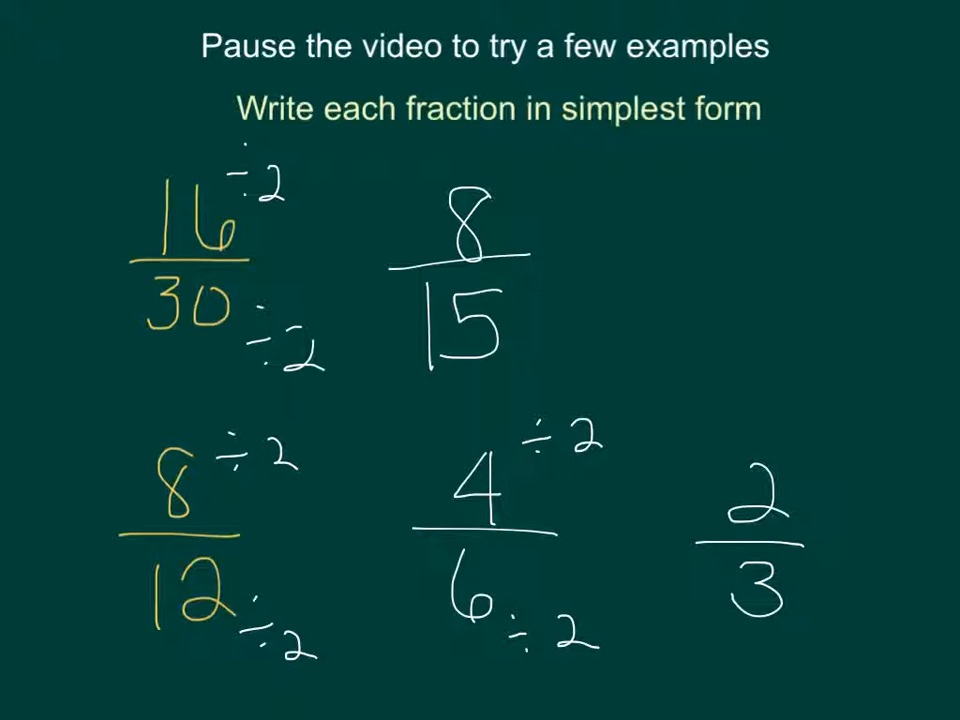 Pause the video to try a few examples
Write each fraction in simplest form
16 ÷2 8
30 ÷2 15
8 ÷2 4 ÷2 2
12 ÷2 6 ÷2 3